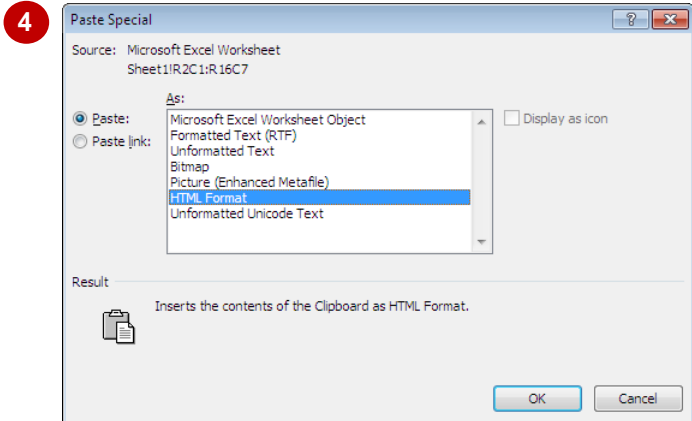 4
Paste Special
Source: Microsoft Excel Worksheet
Sheet1!R2C1:R16C7
As:
Paste:
Paste link:
Microsoft Excel Worksheet Object
Formatted Text (RTF)
Unformatted Text
Bitmap
Picture (Enhanced Metafile)
HTML Format
Unformatted Unicode Text
Display as icon
Result
Inserts the contents of the Clipboard as HTML Format.
OK
Cancel